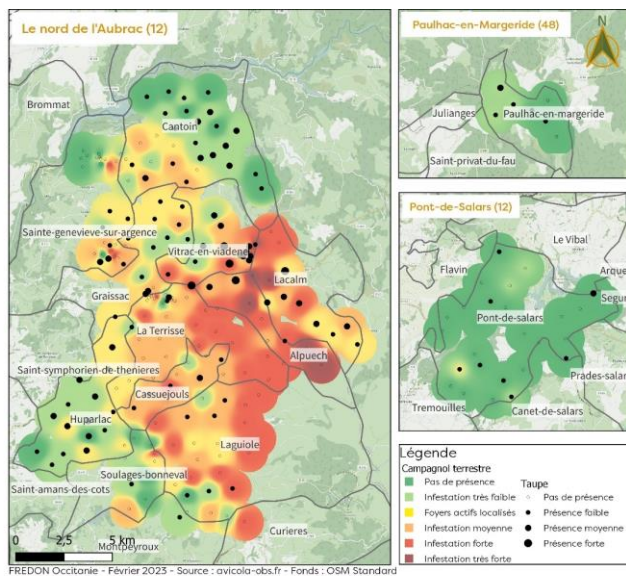 Le nord de l'Aubrac (12)
Brommat
Cantoin
Sainte-genevieve-sur-argence
Vitrac-en-viadene
Lacalm
Graissac
La Terrisse
Alpuech
Saint-symphorien-de-thenieres
Cassuejouls
Huparlac
Laguiole
Soulages-bonneval
Saint-amans-des-cots
Curieres
Montpeyroux
0 2,5 5 km
Paulhac-en-Margeride (48)
N
Julianges
Paulhac-en-margeride
Saint-privat-du-fau
Pont-de-Salars (12)
Le Vibal
Flavin
Arques
Segur
Pont-de-salars
Prades-salars
Tremouilles
Canet-de-salars
Légende
Campagnol terrestre
Pas de présence
Infestation très faible
Foyers actifs localisés
Infestation moyenne
Infestation forte
Infestation très forte
Taupe
Pas de présence
Présence faible
Présence moyenne
Présence forte
FREDON Occitanie - Février 2023 - Source : avicola-obs.fr - Fonds : OSM Standard